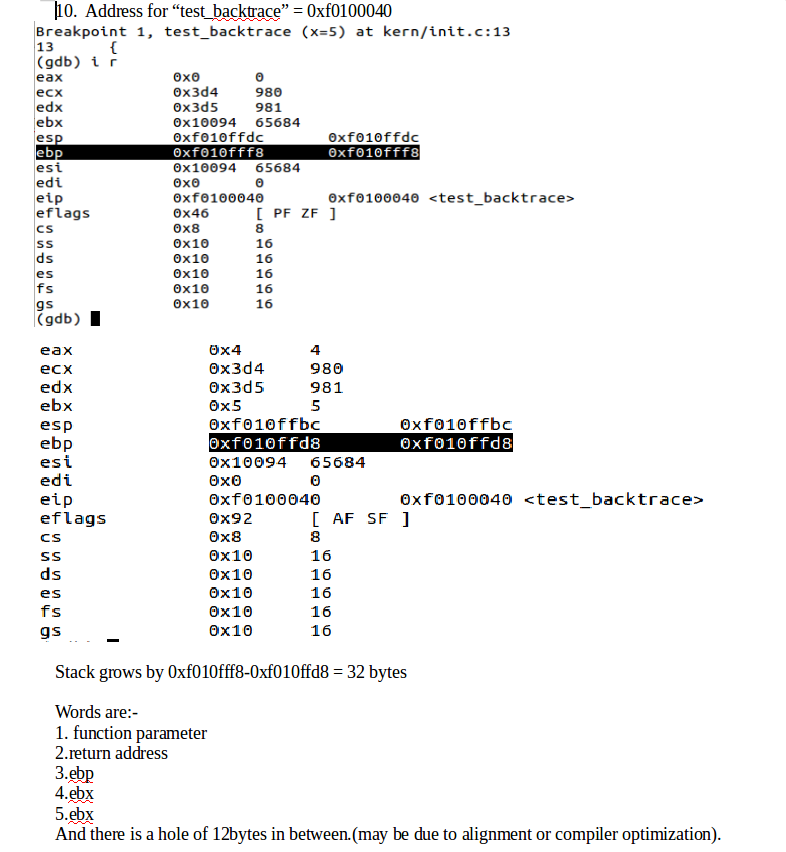 10. Address for “test_backtrace” = 0xf0100040
Breakpoint 1, test_backtrace (x=5) at kern/init.c:13
13 {
(gdb) i r
eax 0x0 0
ecx 0x3d4 980
edx 0x3d5 981
ebx 0x10094 65684
esp 0xf010ffdc 0xf010ffdc
ebp 0xf010fff8 0xf010fff8
esi 0x10094 65684
edi 0x0 0
eip 0xf0100040 0xf0100040 <test_backtrace>
eflags 0x46 [ PF ZF ]
cs 0x8 8
ss 0x10 16
ds 0x10 16
es 0x10 16
fs 0x10 16
gs 0x10 16
(gdb)
eax 0x4 4
ecx 0x3d4 980
edx 0x3d5 981
ebx 0x5 5
esp 0xf010ffbc 0xf010ffbc
ebp 0xf010ffd8 0xf010ffd8
esi 0x10094 65684
edi 0x0 0
eip 0xf0100040 0xf0100040 <test_backtrace>
eflags 0x92 [ AF SF ]
cs 0x8 8
ss 0x10 16
ds 0x10 16
es 0x10 16
fs 0x10 16
gs 0x10 16
Stack grows by 0xf010fff8-0xf010ffd8 = 32 bytes
Words are:-
1. function parameter
2.return address
3.ebp
4.ebx
5.ebx
And there is a hole of 12bytes in between.(may be due to alignment or compiler optimization).